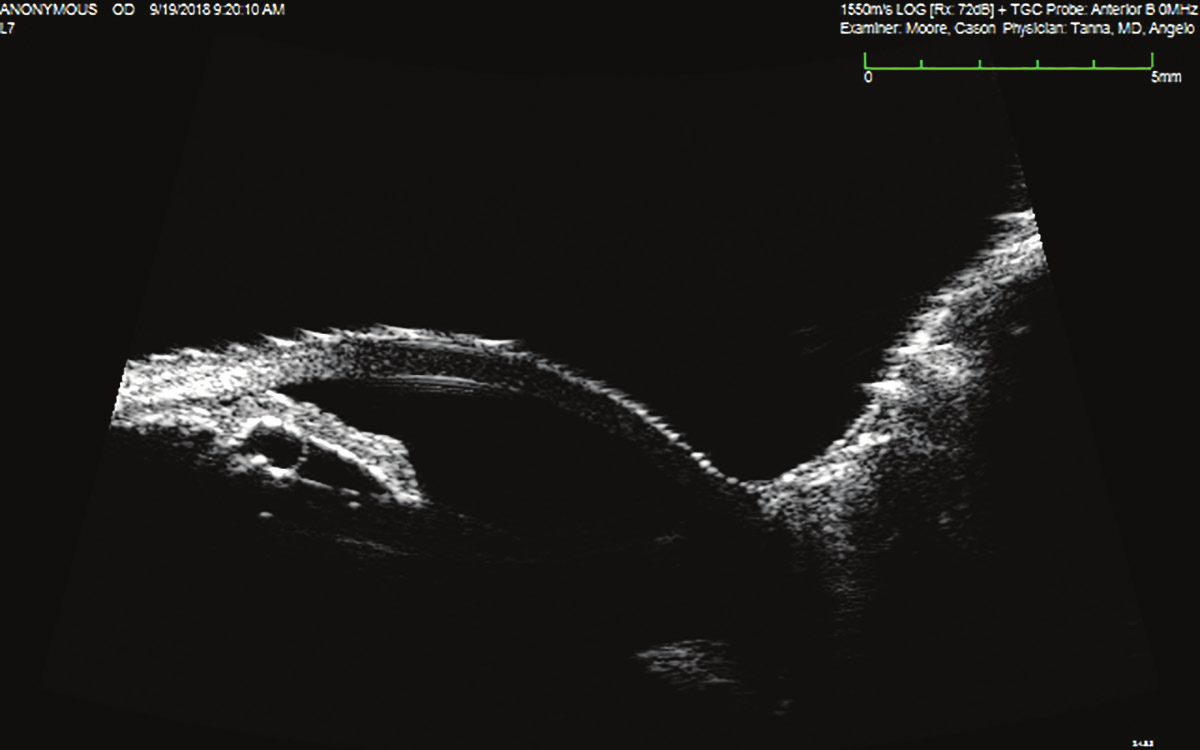 ANONYMOUS OD 9/19/2018 9:20:10 AM
L7
1550m/s LOG [Rx: 72dB] + TGC Probe: Anterior B 0MHz
Examiner: Moore, Cason Physician: Tanna, MD, Angelo
0 5mm